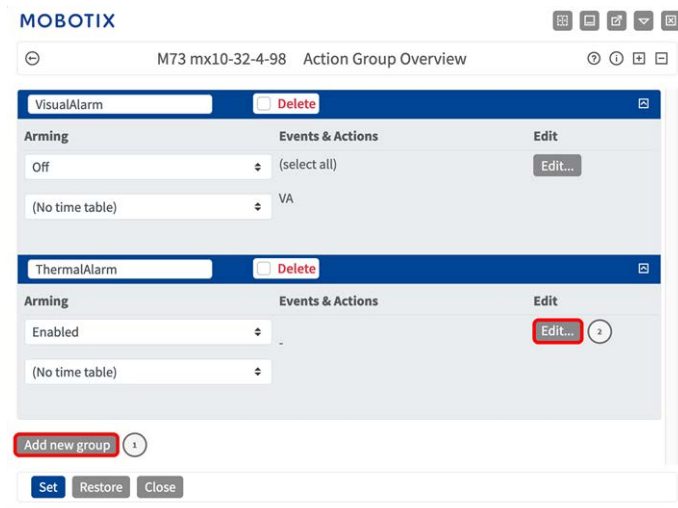 MOBOTIX
M73 mx10-32-4-98 Action Group Overview
VisualAlarm Delete
Arming Events & Actions Edit
Off (select all) Edit...
(No time table) VA
ThermalAlarm Delete
Arming Events & Actions Edit
Enabled - Edit... 2
(No time table)
Add new group 1
Set Restore Close